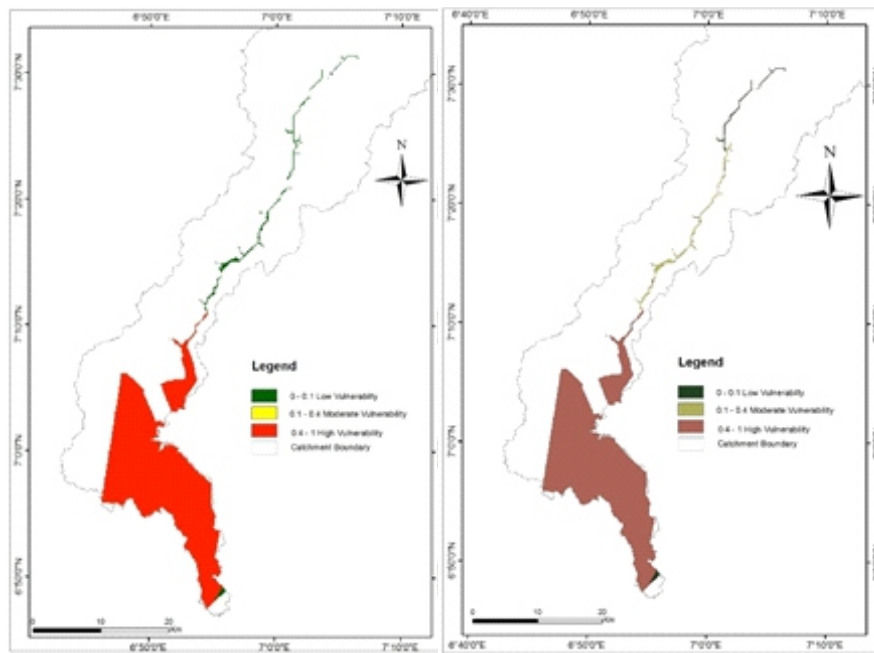 6°50'0"E 7°0'0"E 7°10'0"E
7°30'0"N
7°20'0"N
7°10'0"N
7°0'0"N
6°50'0"N
N
Legend
0 - 0.1 Low Vulnerability
0.1 - 0.4 Moderate Vulnerability
0.4 - 1 High Vulnerability
Catchment Boundary
0 10 20
Km
6°50'0"E 7°0'0"E 7°10'0"E
6°40'0"E 6°50'0"E 7°0'0"E 7°10'0"E
7°30'0"N
7°20'0"N
7°10'0"N
7°0'0"N
6°50'0"N
N
Legend
0 - 0.1 Low Vulnerability
0.1 - 0.4 Moderate Vulnerability
0.4 - 1 High Vulnerability
Catchment Boundary
0 10 20
Km
6°40'0"E 6°50'0"E 7°0'0"E 7°10'0"E